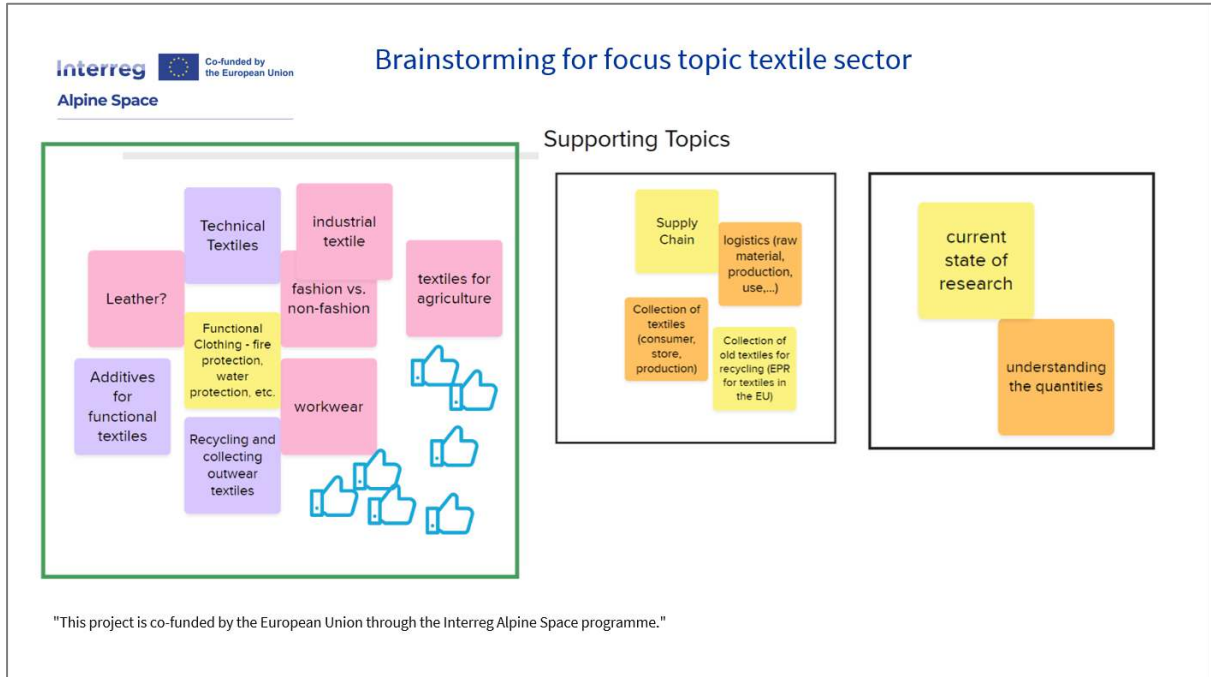 Interreg
Co-funded by
the European Union
Alpine Space
Brainstorming for focus topic textile sector
Technical
Textiles
industrial
textile
Leather?
fashion vs.
non-fashion
textiles for
agriculture
Functional
Clothing - fire
protection,
water
protection, etc.
Additives
for
functional
textiles
workwear
Recycling and
collecting
outwear
textiles
Supporting Topics
Supply
Chain
logistics (raw
material,
production,
use,...)
Collection of
textiles
(consumer,
store,
production)
Collection of
old textiles for
recycling (EPR
for textiles in
the EU)
current
state of
research
understanding
the quantities
"This project is co-funded by the European Union through the Interreg Alpine Space programme."